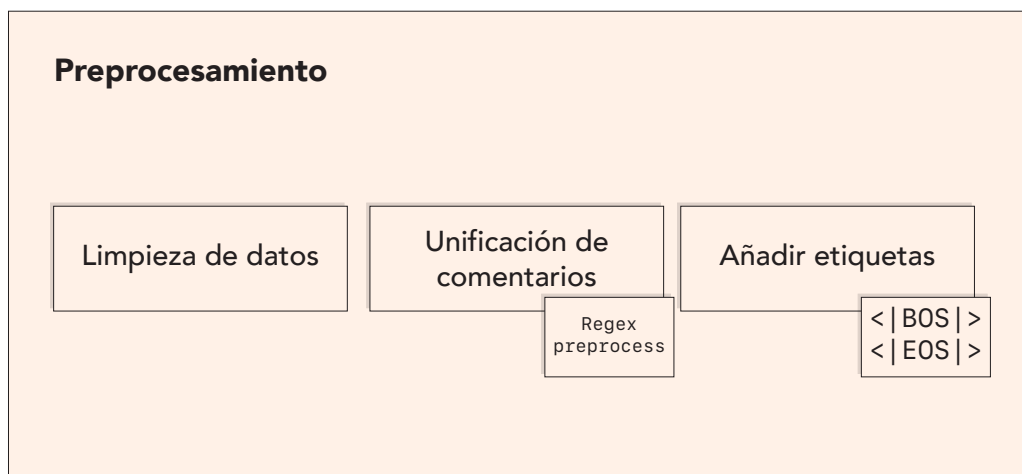 Preprocesamiento
Limpieza de datos
Unificación de
comentarios
Regex
preprocess
Añadir etiquetas
<|BOS|>
<|EOS|>